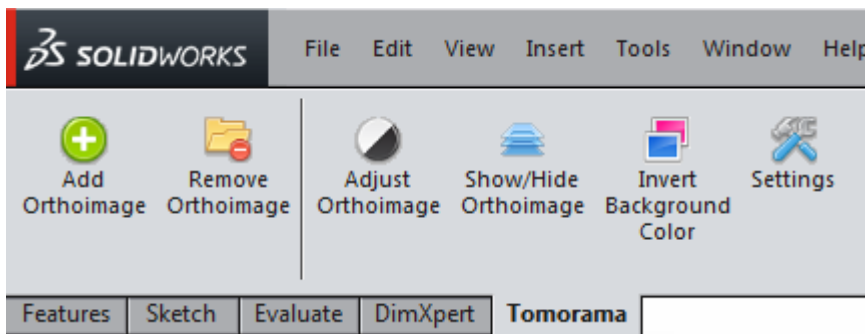 SOLIDWORKS File Edit View Insert Tools Window Help
Add Orthoimage
Remove Orthoimage
Adjust Orthoimage
Show/Hide Orthoimage
Invert Background Color
Settings
Features Sketch Evaluate DimXpert Tomorama